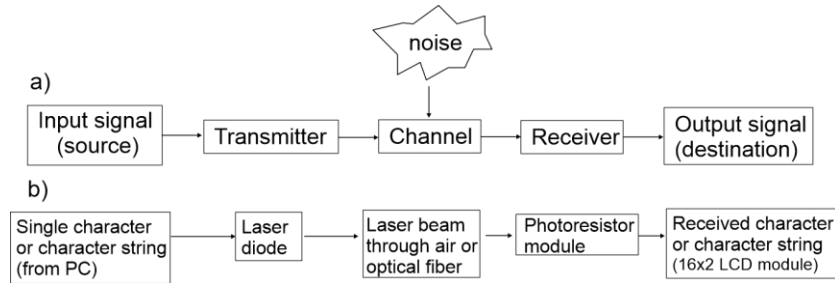 noise
a)
Input signal
(source)
Transmitter
Channel
Receiver
Output signal
(destination)
b)
Single character
or character string
(from PC)
Laser
diode
Laser beam
through air or
optical fiber
Photoresistor
module
Received character
or character string
(16x2 LCD module)